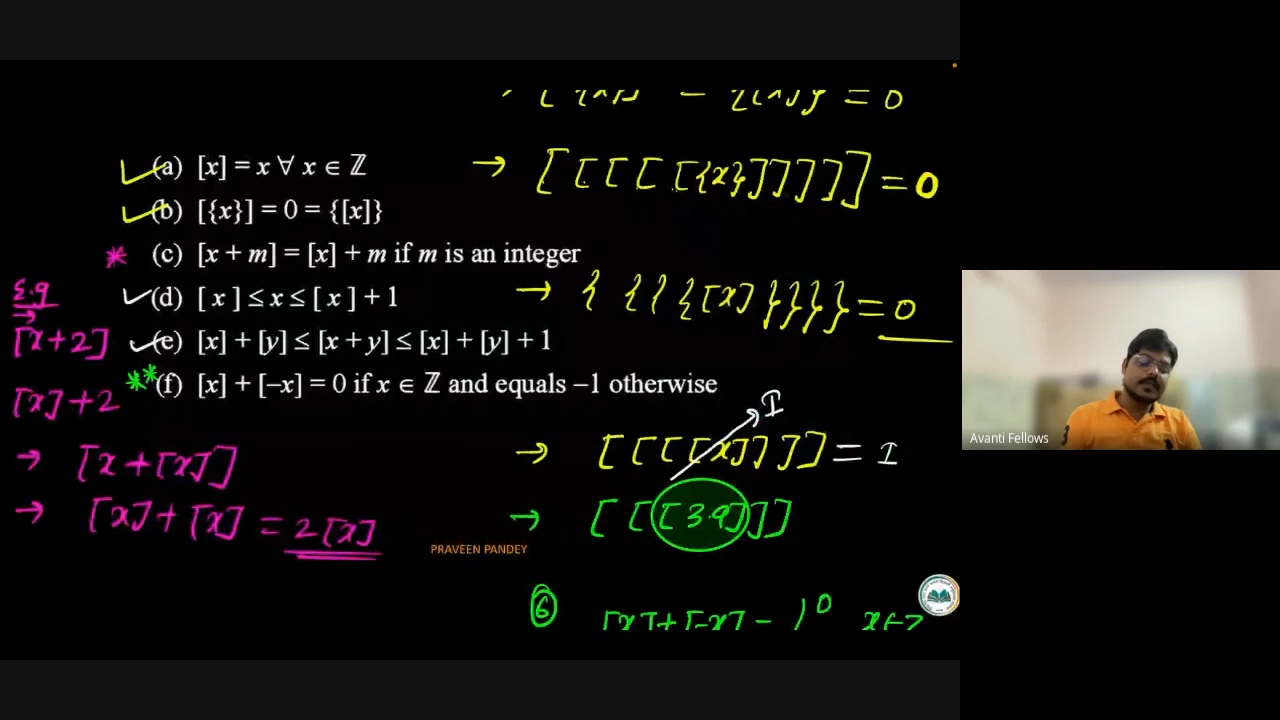 (a) [x] = x ∀ x ∈ ℤ
(b) [{x}] = 0 = {[x]}
(c) [x + m] = [x] + m if m is an integer
(d) [ x ] ≤ x ≤ [ x ] + 1
(e) [x] + [y] ≤ [x + y] ≤ [x] + [y] + 1
(f) [x] + [–x] = 0 if x ∈ ℤ and equals –1 otherwise
E.g
[x+2]
[x]+2
→ [x+[x]]
→ [x]+[x] = 2[x]
→ [[[[[[{x}]]]]]] = 0
→ {{{{[x]}}}} = 0
I
→ [[[[x]]]] = I
→ [[[3.9]]]
PRAVEEN PANDEY
6
Avanti Fellows